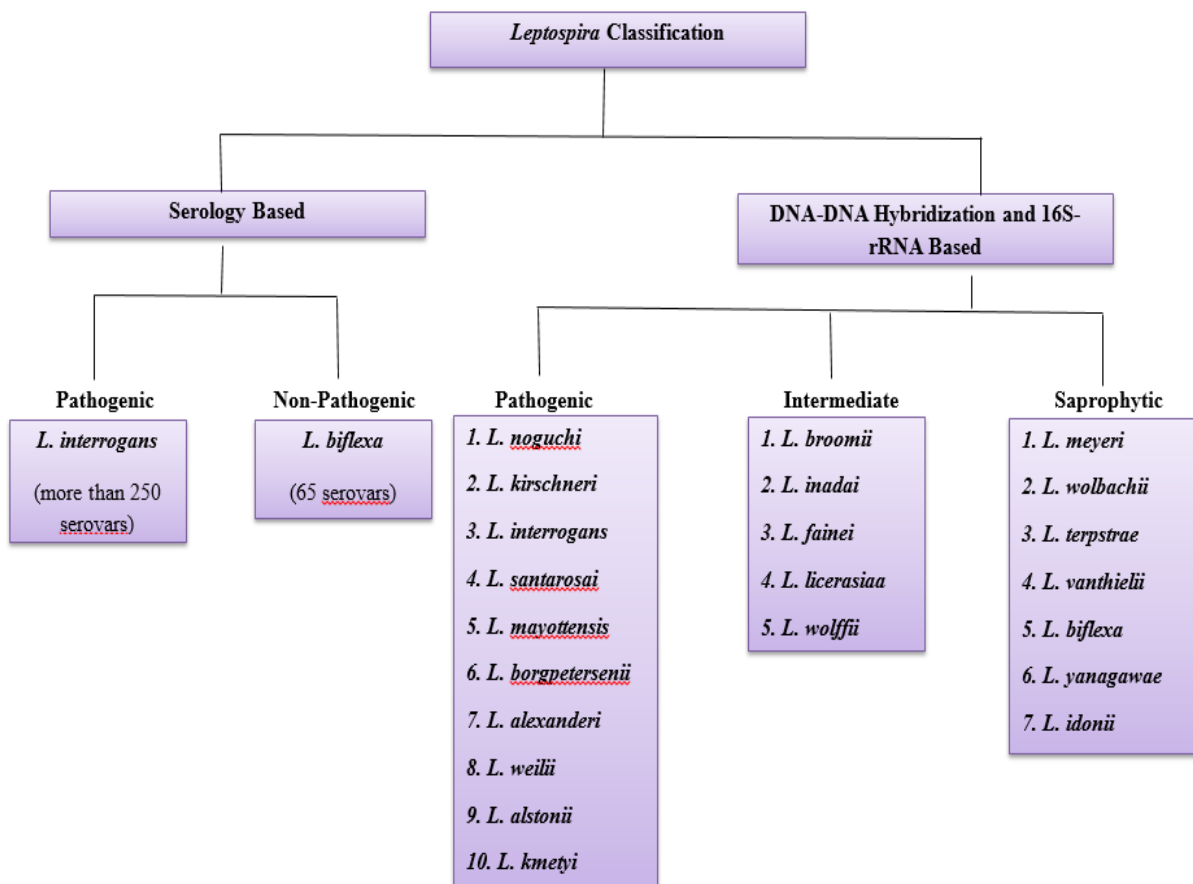 Leptospira Classification
Serology Based
DNA-DNA Hybridization and 16S-
rRNA Based
Pathogenic
L. interrogans
(more than 250
serovars)
Non-Pathogenic
L. biflexa
(65 serovars)
Pathogenic
1. L. noguchi
2. L. kirschneri
3. L. interrogans
4. L. santarosai
5. L. mayottensis
6. L. borgpetersenii
7. L. alexanderi
8. L. weilii
9. L. alstonii
10. L. kmetyi
Intermediate
1. L. broomii
2. L. inadai
3. L. fainei
4. L. licerasiaa
5. L. wolffii
Saprophytic
1. L. meyeri
2. L. wolbachii
3. L. terpstrae
4. L. vanthielii
5. L. biflexa
6. L. yanagawae
7. L. idonii